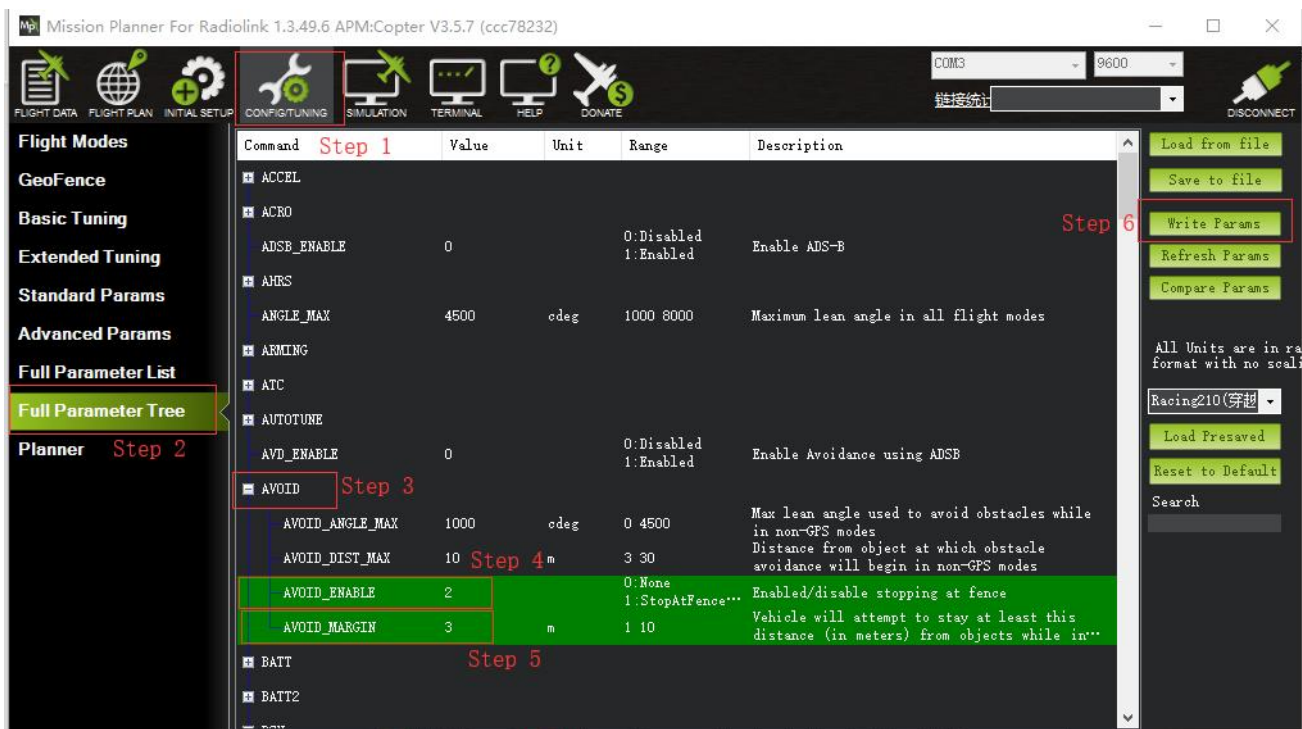 Mission Planner For Radiolink 1.3.49.6 APM:Copter V3.5.7 (ccc78232)
FLIGHT DATA FLIGHT PLAN INITIAL SETUP CONFIG/TUNING SIMULATION TERMINAL HELP DONATE
COM3 9600
链接统计
DISCONNECT
Flight Modes
GeoFence
Basic Tuning
Extended Tuning
Standard Params
Advanced Params
Full Parameter List
Full Parameter Tree
Planner Step 2
Command Step 1 Value Unit Range Description
ACCEL
ACRO
ADSB_ENABLE 0 0:Disabled 1:Enabled Enable ADS-B
AHRS
ANGLE_MAX 4500 cdeg 1000 8000 Maximum lean angle in all flight modes
ARMING
ATC
AUTOTUNE
AVD_ENABLE 0 0:Disabled 1:Enabled Enable Avoidance using ADSB
AVOID Step 3
AVOID_ANGLE_MAX 1000 cdeg 0 4500 Max lean angle used to avoid obstacles while in non-GPS modes
AVOID_DIST_MAX 10 Step 4 m 3 30 Distance from object at which obstacle avoidance will begin in non-GPS modes
AVOID_ENABLE 2 0:None 1:StopAtFence… Enabled/disable stopping at fence
AVOID_MARGIN 3 m 1 10 Vehicle will attempt to stay at least this distance (in meters) from objects while in…
Step 5
BATT
BATT2
Load from file
Save to file
Step 6 Write Params
Refresh Params
Compare Params
All Units are in ra
format with no scali
Racing210(穿越
Load Presaved
Reset to Default
Search